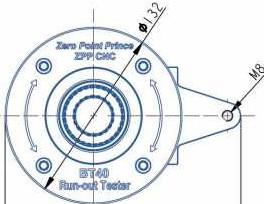 Φ132
Zero Point Prince
ZPP CNC
M8
BT40
Run-out Tester